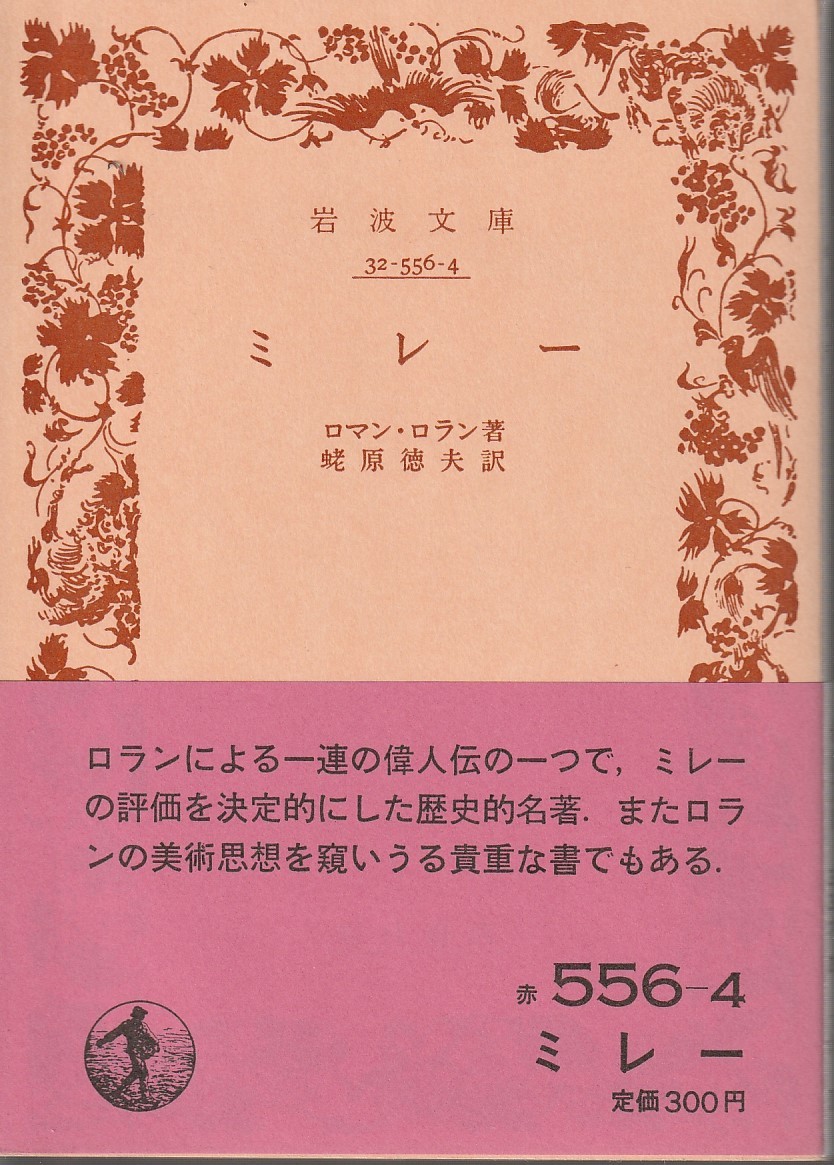 岩波文庫
32-556-4
ミレー
ロマン・ロラン著
蛯原徳夫訳
ロランによる一連の偉人伝の一つで，ミレー
の評価を決定的にした歴史的名著．またロラ
ンの美術思想を窺いうる貴重な書でもある．
赤 556-4
ミレー
定価300円